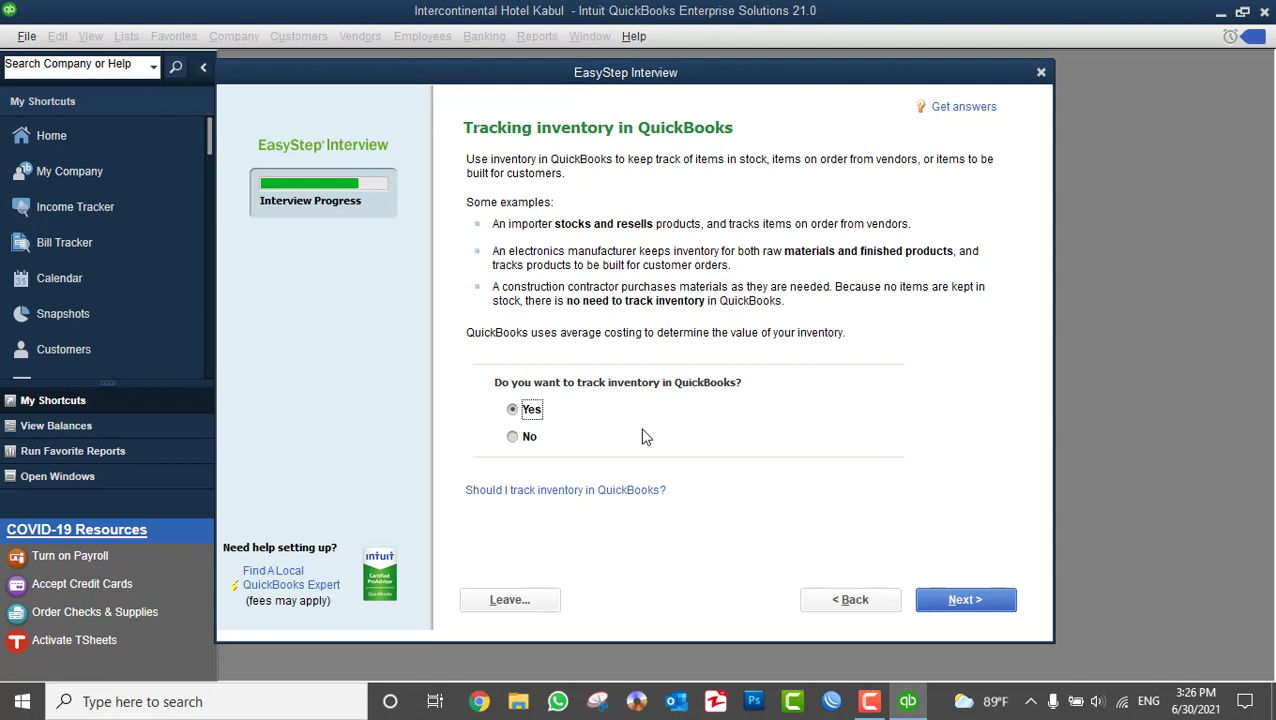 Intercontinental Hotel Kabul - Intuit QuickBooks Enterprise Solutions 21.0
File Edit View Lists Favorites Company Customers Vendors Employees Banking Reports Window Help
Search Company or Help
EasyStep Interview
My Shortcuts
Home
My Company
Income Tracker
Bill Tracker
Calendar
Snapshots
Customers
My Shortcuts
View Balances
Run Favorite Reports
Open Windows
COVID-19 Resources
Turn on Payroll
Accept Credit Cards
Order Checks & Supplies
Activate TSheets
EasyStep® Interview
Interview Progress
Need help setting up?
Find A Local
QuickBooks Expert
(fees may apply)
intuit
Certified
ProAdvisor
QuickBooks
Get answers
Tracking inventory in QuickBooks
Use inventory in QuickBooks to keep track of items in stock, items on order from vendors, or items to be
built for customers.
Some examples:
An importer stocks and resells products, and tracks items on order from vendors.
An electronics manufacturer keeps inventory for both raw materials and finished products, and
tracks products to be built for customer orders.
A construction contractor purchases materials as they are needed. Because no items are kept in
stock, there is no need to track inventory in QuickBooks.
QuickBooks uses average costing to determine the value of your inventory.
Do you want to track inventory in QuickBooks?
Yes
No
Should I track inventory in QuickBooks?
Leave...
< Back
Next >
Type here to search
Ps
qb
89°F
ENG
3:26 PM
6/30/2021